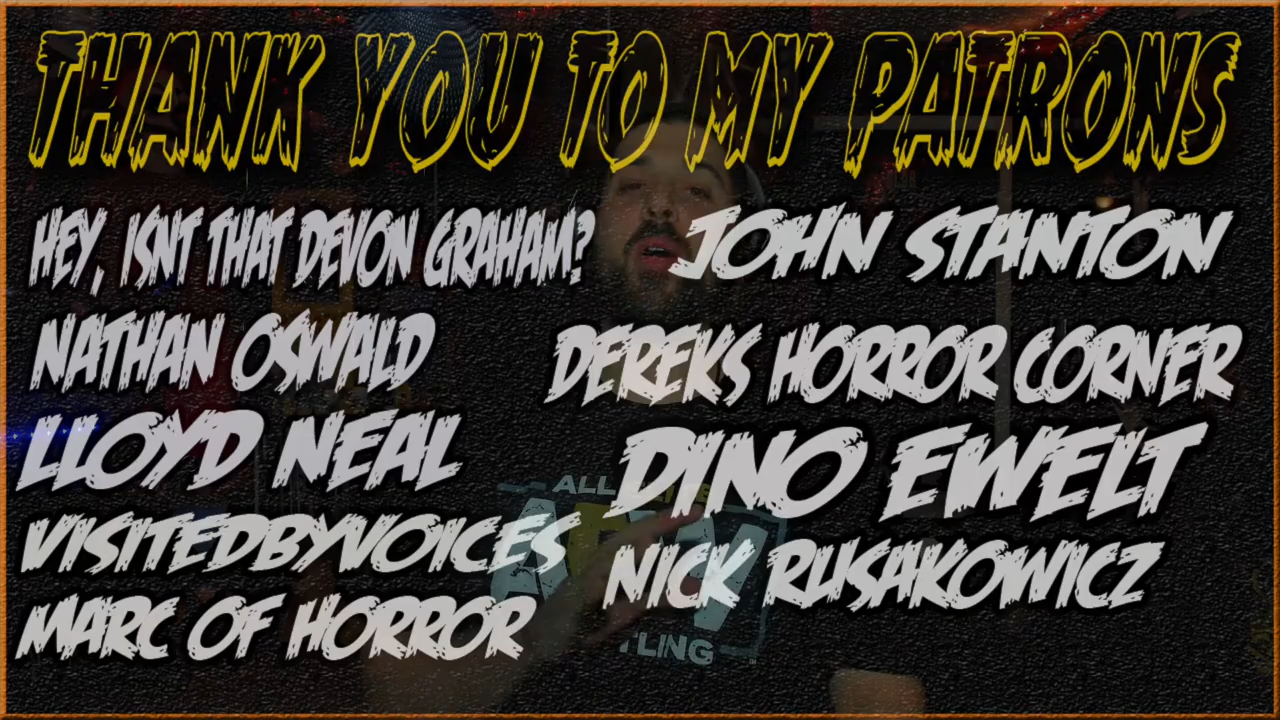 THANK YOU TO MY PATRONS
HEY, ISNT THAT DEVON GRAHAM?
JOHN STANTON
NATHAN OSWALD
DEREKS HORROR CORNER
LLOYD NEAL
DINO EWELT
VISITEDBYVOICES
NICK RUSAKOWICZ
MARC OF HORROR
ALL